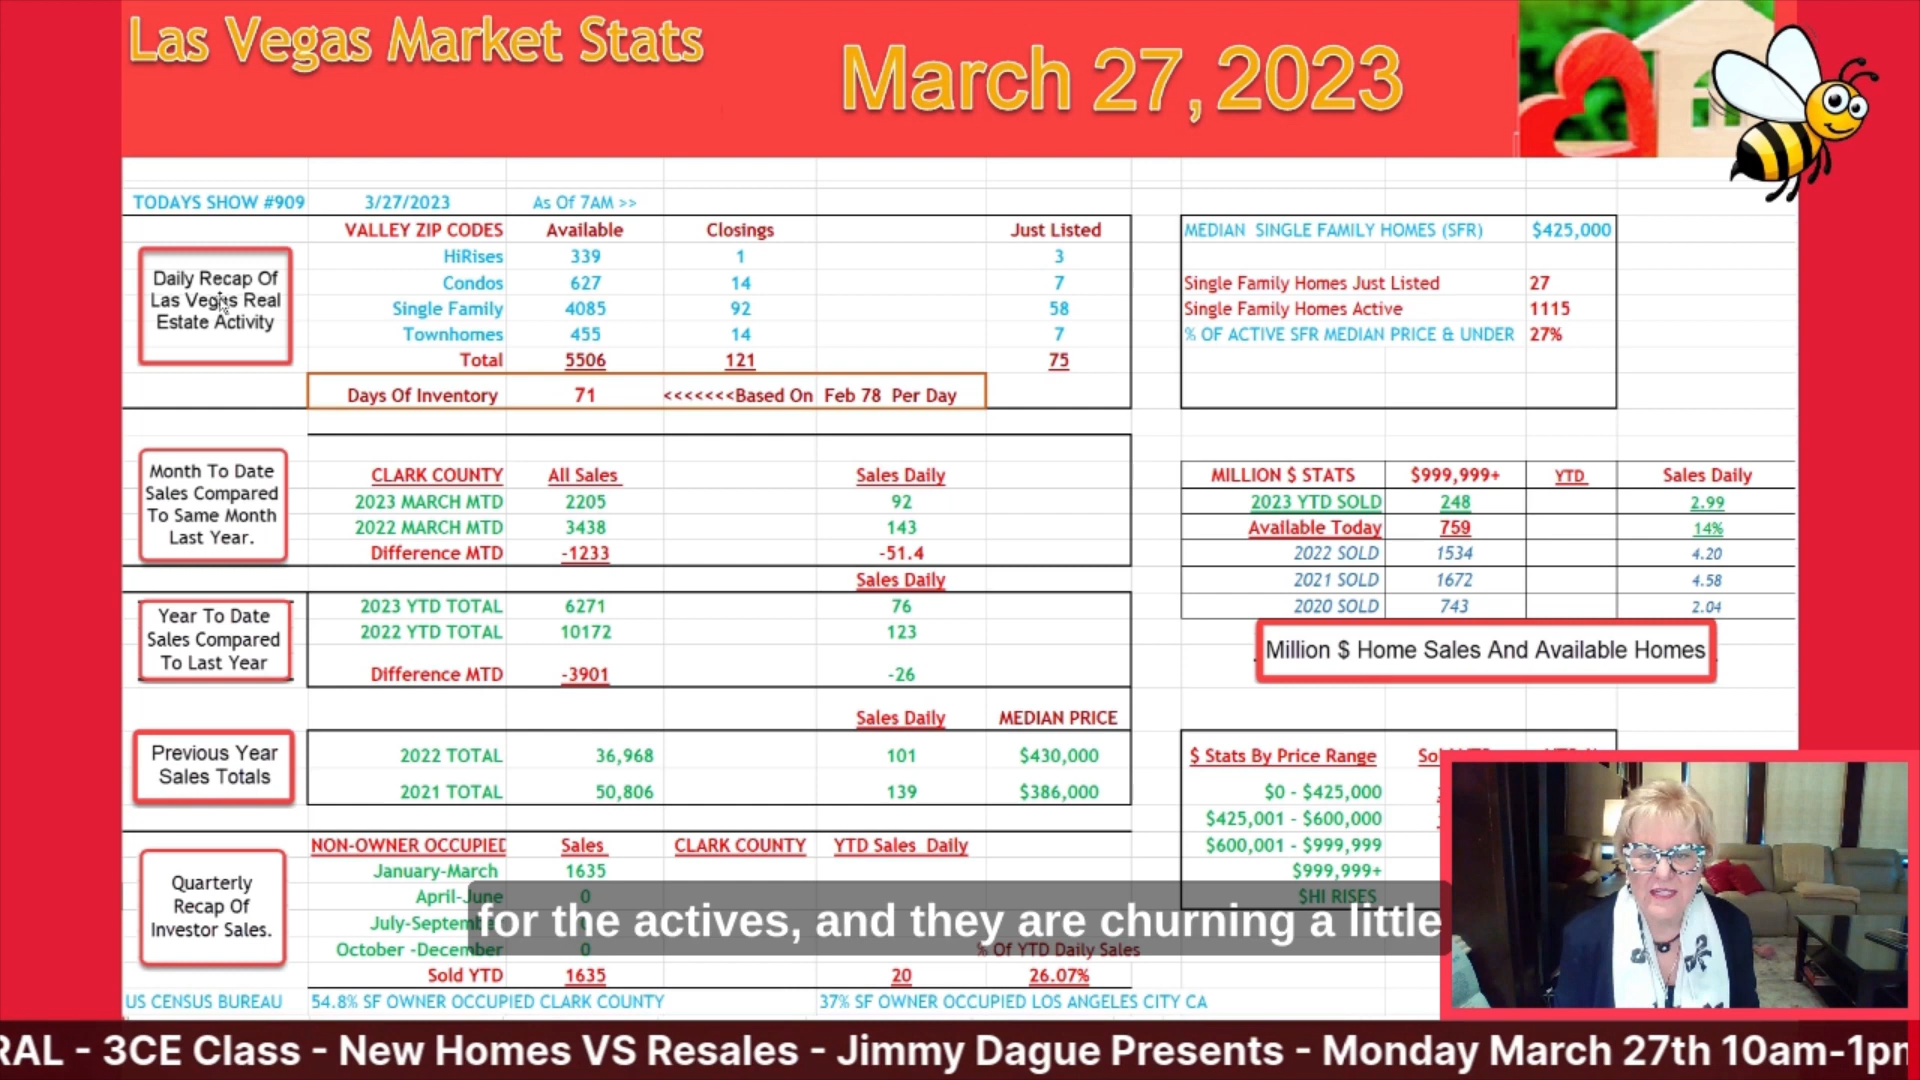 Las Vegas Market Stats
March 27, 2023
TODAYS SHOW #909 3/27/2023 As Of 7AM >>
VALLEY ZIP CODES Available Closings Just Listed
HiRises 339 1 3
Condos 627 14 7
Single Family 4085 92 58
Townhomes 455 14 7
Total 5506 121 75
Days Of Inventory 71 <<<<<<<Based On Feb 78 Per Day
Daily Recap Of
Las Vegas Real
Estate Activity
MEDIAN SINGLE FAMILY HOMES (SFR) $425,000
Single Family Homes Just Listed 27
Single Family Homes Active 1115
% OF ACTIVE SFR MEDIAN PRICE & UNDER 27%
Month To Date
Sales Compared
To Same Month
Last Year.
CLARK COUNTY All Sales Sales Daily
2023 MARCH MTD 2205 92
2022 MARCH MTD 3438 143
Difference MTD -1233 -51.4
Sales Daily
MILLION $ STATS $999,999+ YTD Sales Daily
2023 YTD SOLD 248 2.99
Available Today 759 14%
2022 SOLD 1534 4.20
2021 SOLD 1672 4.58
2020 SOLD 743 2.04
Million $ Home Sales And Available Homes
Year To Date
Sales Compared
To Last Year
2023 YTD TOTAL 6271 76
2022 YTD TOTAL 10172 123
Difference MTD -3901 -26
Sales Daily MEDIAN PRICE
Previous Year
Sales Totals
2022 TOTAL 36,968 101 $430,000
2021 TOTAL 50,806 139 $386,000
$ Stats By Price Range
$0 - $425,000
$425,001 - $600,000
$600,001 - $999,999
$999,999+
$HI RISES
Quarterly
Recap Of
Investor Sales.
NON-OWNER OCCUPIED Sales CLARK COUNTY YTD Sales Daily
January-March 1635
April-June 0
July-September
October -December 0 % Of YTD Daily Sales
Sold YTD 1635 20 26.07%
US CENSUS BUREAU 54.8% SF OWNER OCCUPIED CLARK COUNTY 37% SF OWNER OCCUPIED LOS ANGELES CITY CA
for the actives, and they are churning a little
RAL - 3CE Class - New Homes VS Resales - Jimmy Dague Presents - Monday March 27th 10am-1pm